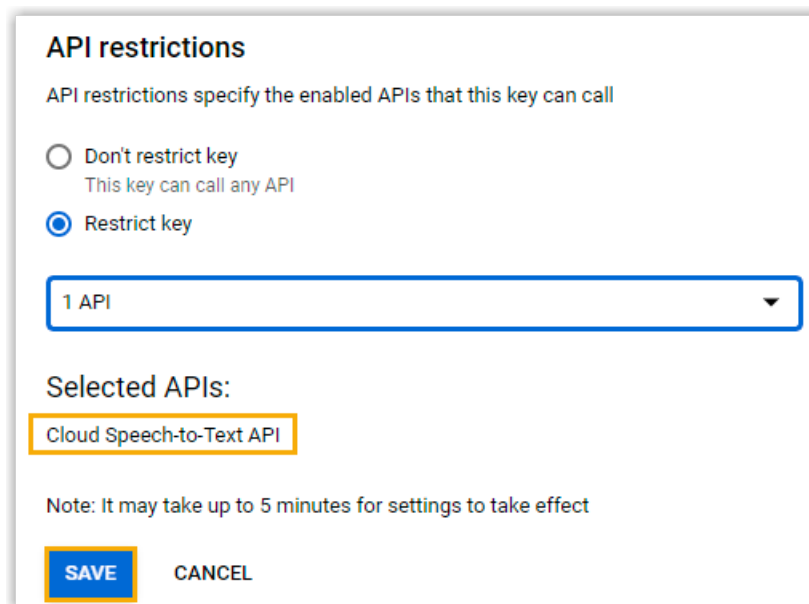 API restrictions
API restrictions specify the enabled APIs that this key can call
Don't restrict key
This key can call any API
Restrict key
1 API
Selected APIs:
Cloud Speech-to-Text API
Note: It may take up to 5 minutes for settings to take effect
SAVE CANCEL